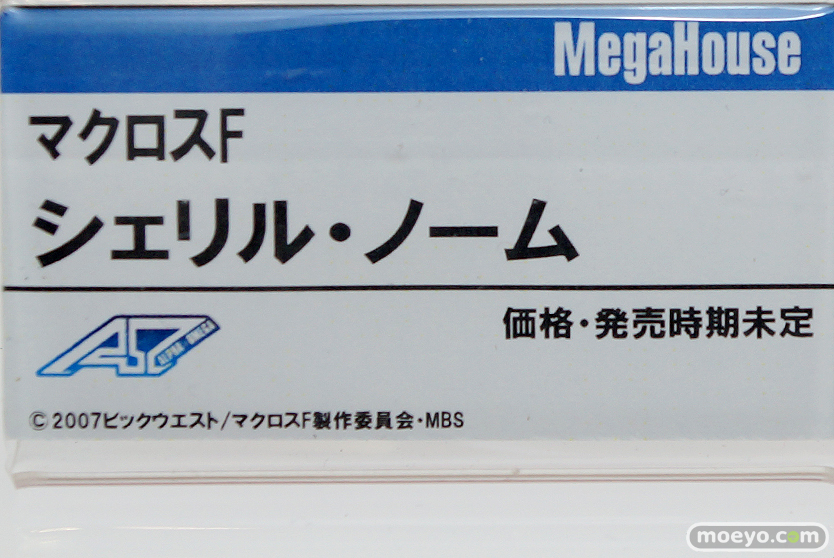 MegaHouse
マクロスF
シェリル・ノーム
価格・発売時期未定
ALPHA OMEGA
©2007ビックウエスト/マクロスF製作委員会・MBS
moeyo.com